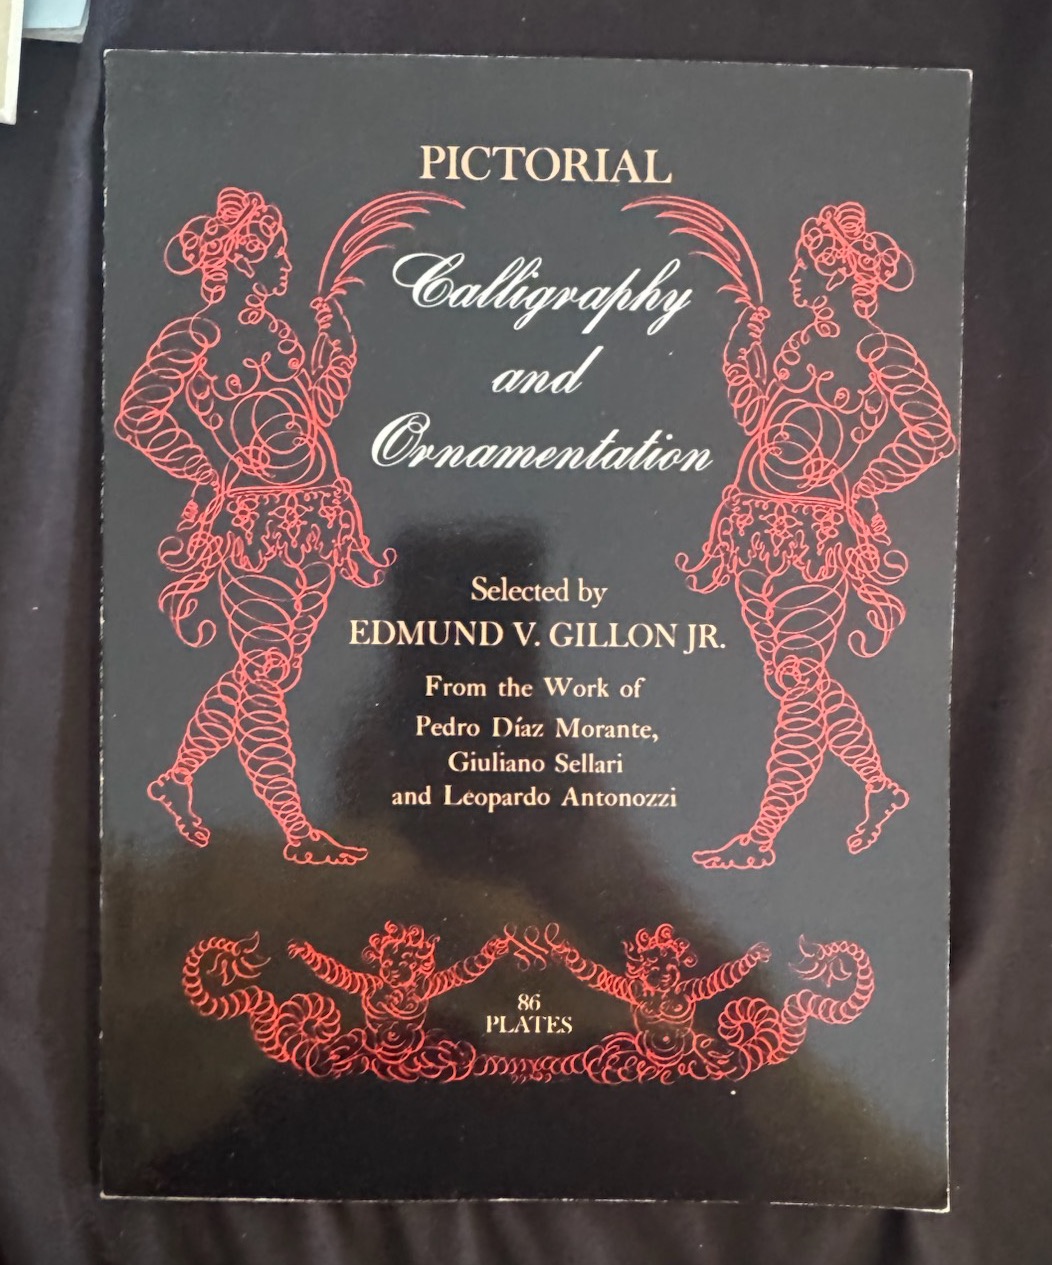 PICTORIAL
Calligraphy
and
Ornamentation
Selected by
EDMUND V. GILLON JR.
From the Work of
Pedro Díaz Morante,
Giuliano Sellari
and Leopardo Antonozzi
86
PLATES